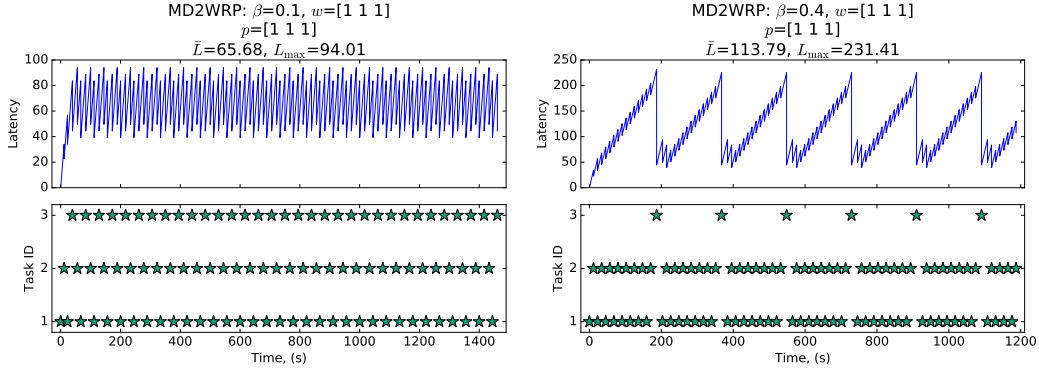 MD2WRP: β=0.1, w=[1 1 1]
p=[1 1 1]
L̄=65.68, L_max=94.01
100
80
60
40
20
0
Latency
3
2
1
Task ID
0 200 400 600 800 1000 1200 1400
Time, (s)
MD2WRP: β=0.4, w=[1 1 1]
p=[1 1 1]
L̄=113.79, L_max=231.41
250
200
150
100
50
0
Latency
3
2
1
Task ID
0 200 400 600 800 1000 1200
Time, (s)